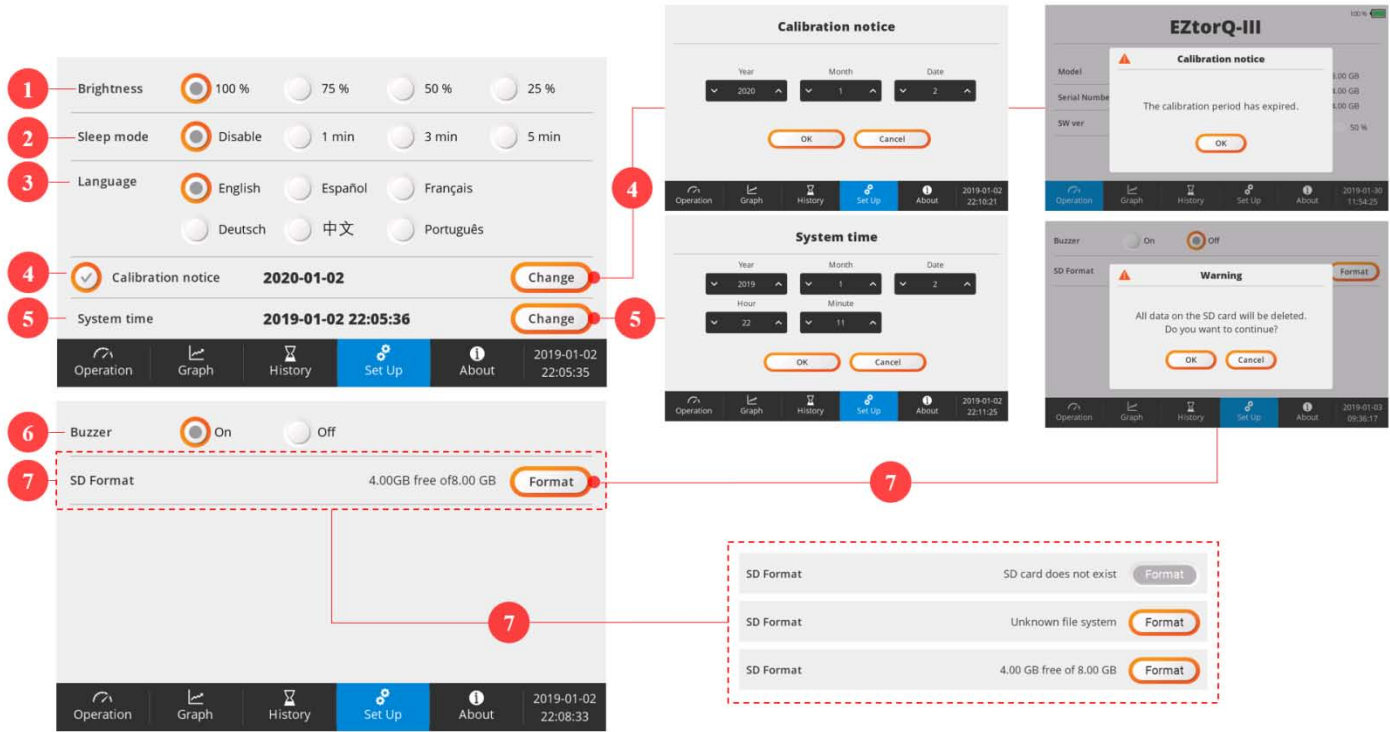 1 Brightness 100 % 75 % 50 % 25 %
2 Sleep mode Disable 1 min 3 min 5 min
3 Language English Español Français
Deutsch 中文 Português
4 Calibration notice 2020-01-02 Change
5 System time 2019-01-02 22:05:36 Change
Operation Graph History Set Up About 2019-01-02
22:05:35
4
5
Calibration notice
Year Month Date
2020 1 2
OK Cancel
Operation Graph History Set Up About 2019-01-02
22:10:21
System time
Year Month Date
2019 1 2
Hour Minute
22 11
OK Cancel
Operation Graph History Set Up About 2019-01-02
22:11:25
100 %
EZtorQ-III
Calibration notice
Model 8.00 GB
Serial Numbe 4.00 GB
The calibration period has expired.
4.00 GB
SW ver 50 %
OK
Operation Graph History Set Up About 2019-01-30
11:54:25
Buzzer On Off
SD Format Warning Format
All data on the SD card will be deleted.
Do you want to continue?
OK Cancel
Operation Graph History Set Up About 2019-01-03
09:36:17
6 Buzzer On Off
7 SD Format 4.00GB free of8.00 GB Format
7
7
SD Format SD card does not exist Format
SD Format Unknown file system Format
SD Format 4.00 GB free of 8.00 GB Format
Operation Graph History Set Up About 2019-01-02
22:08:33